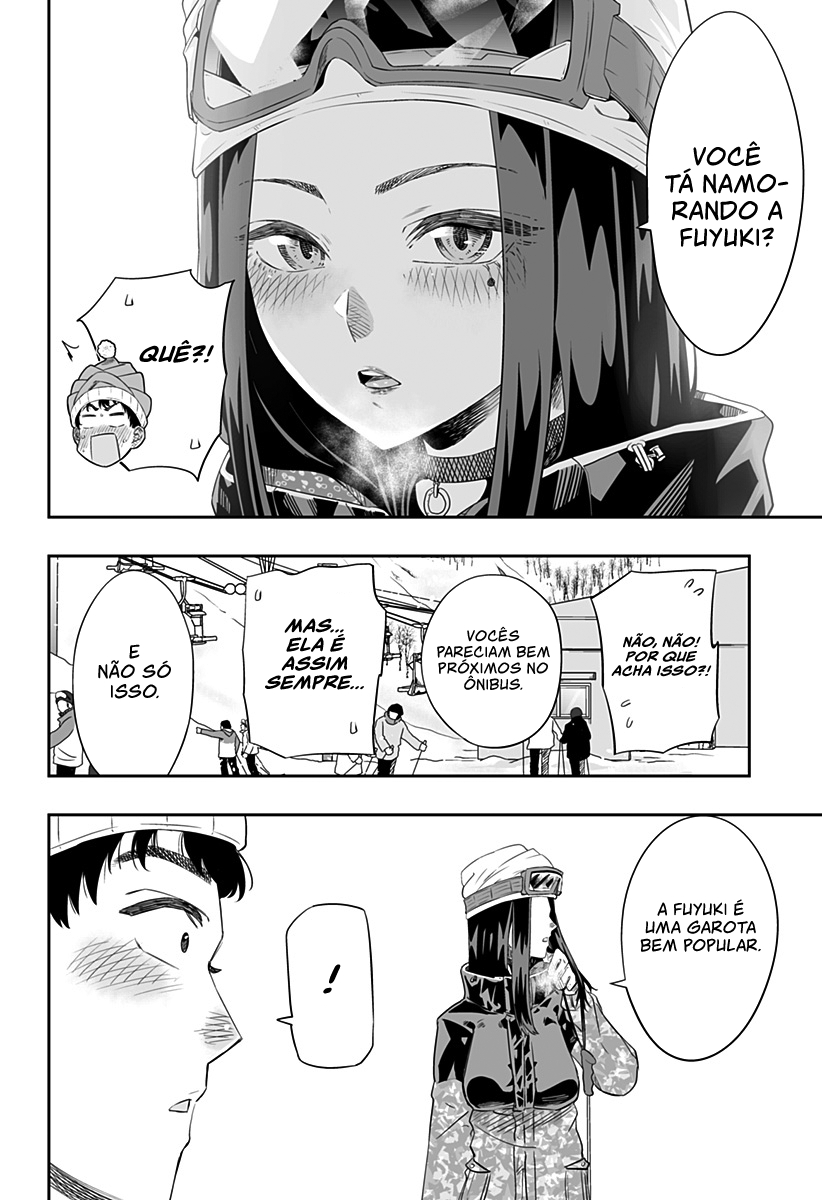 VOCÊ
TÁ NAMO-
RANDO A
FUYUKI?
QUÊ?!
NÃO, NÃO!
POR QUE
ACHA ISSO?!
VOCÊS
PARECIAM BEM
PRÓXIMOS NO
ÔNIBUS.
MAS...
ELA É
ASSIM
SEMPRE...
E
NÃO SÓ
ISSO.
A FUYUKI É
UMA GAROTA
BEM POPULAR.
!